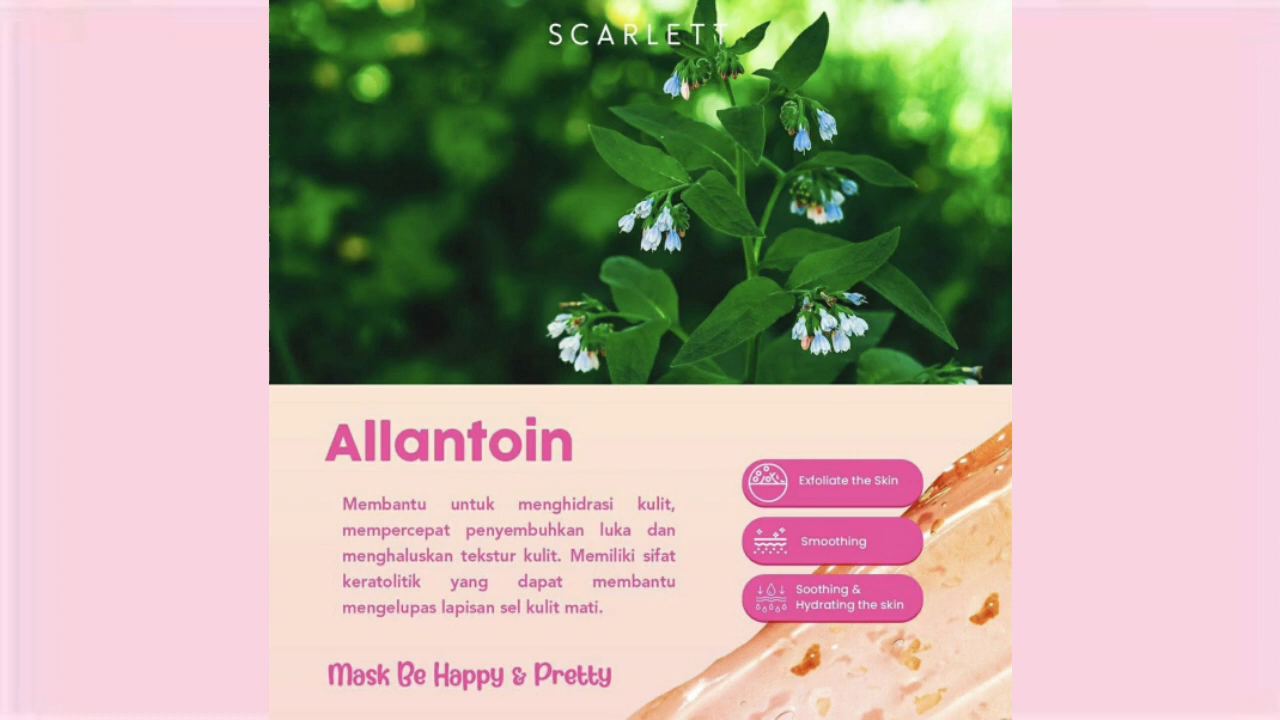 SCARLETT
Allantoin
Membantu untuk menghidrasi kulit,
mempercepat penyembuhkan luka dan
menghaluskan tekstur kulit. Memiliki sifat
keratolitik yang dapat membantu
mengelupas lapisan sel kulit mati.
Exfoliate the Skin
Smoothing
Soothing &
Hydrating the skin
Mask Be Happy & Pretty